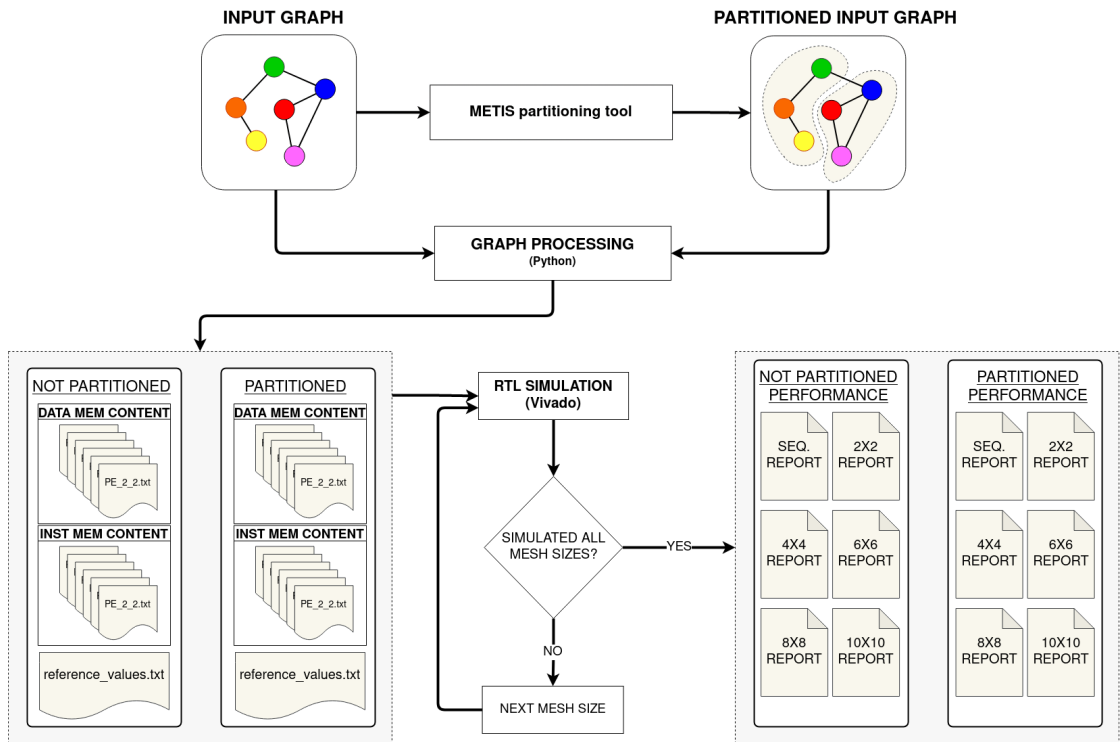 INPUT GRAPH
PARTITIONED INPUT GRAPH
METIS partitioning tool
GRAPH PROCESSING
(Python)
NOT PARTITIONED
DATA MEM CONTENT
PE_2_2.txt
INST MEM CONTENT
PE_2_2.txt
reference_values.txt
PARTITIONED
DATA MEM CONTENT
PE_2_2.txt
INST MEM CONTENT
PE_2_2.txt
reference_values.txt
RTL SIMULATION
(Vivado)
SIMULATED ALL
MESH SIZES?
YES
NO
NEXT MESH SIZE
NOT PARTITIONED
PERFORMANCE
SEQ.
REPORT
2X2
REPORT
4X4
REPORT
6X6
REPORT
8X8
REPORT
10X10
REPORT
PARTITIONED
PERFORMANCE
SEQ.
REPORT
2X2
REPORT
4X4
REPORT
6X6
REPORT
8X8
REPORT
10X10
REPORT